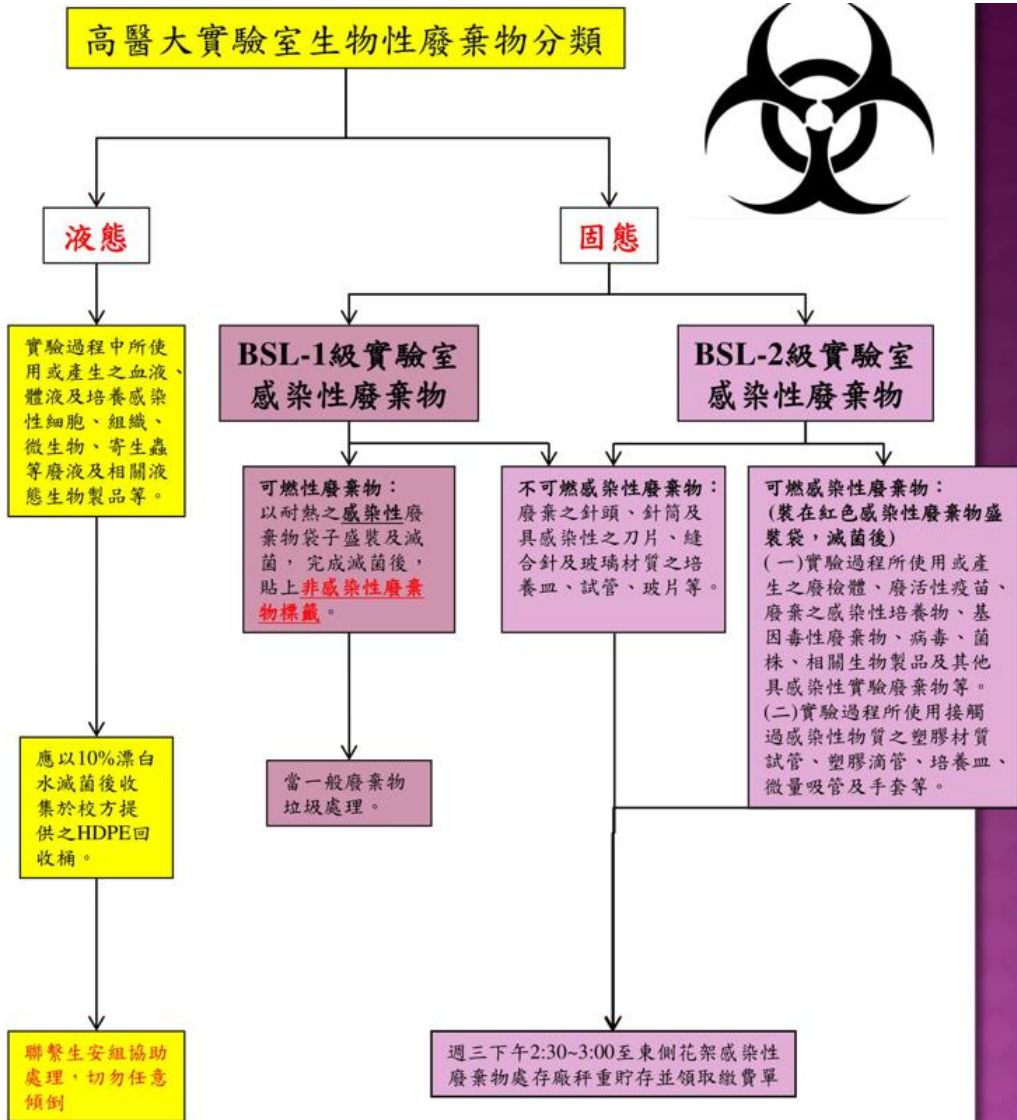 高醫大實驗室生物性廢棄物分類
液態
固態
實驗過程中所使
用或產生之血液、
體液及培養感染
性細胞、組織、
微生物、寄生蟲
等廢液及相關液
態生物製品等。
BSL-1級實驗室
感染性廢棄物
BSL-2級實驗室
感染性廢棄物
可燃性廢棄物：
以耐熱之感染性廢
棄物袋子盛裝及滅
菌，完成滅菌後，
貼上非感染性廢棄
物標籤。
不可燃感染性廢棄物：
廢棄之針頭、針筒及
具感染性之刀片、縫
合針及玻璃材質之培
養皿、試管、玻片等。
可燃感染性廢棄物：
(裝在紅色感染性廢棄物盛
裝袋，滅菌後)
(一)實驗過程所使用或產
生之廢檢體、廢活性疫苗、
廢棄之感染性培養物、基
因毒性廢棄物、病毒、菌
株、相關生物製品及其他
具感染性實驗廢棄物等。
(二)實驗過程所使用接觸
過感染性物質之塑膠材質
試管、塑膠滴管、培養皿、
微量吸管及手套等。
應以10%漂白
水滅菌後收
集於校方提
供之HDPE回
收桶。
當一般廢棄物
垃圾處理。
聯繫生安組協助
處理，切勿任意
傾倒
週三下午2:30~3:00至東側花架感染性
廢棄物處存廠秤重貯存並領取繳費單